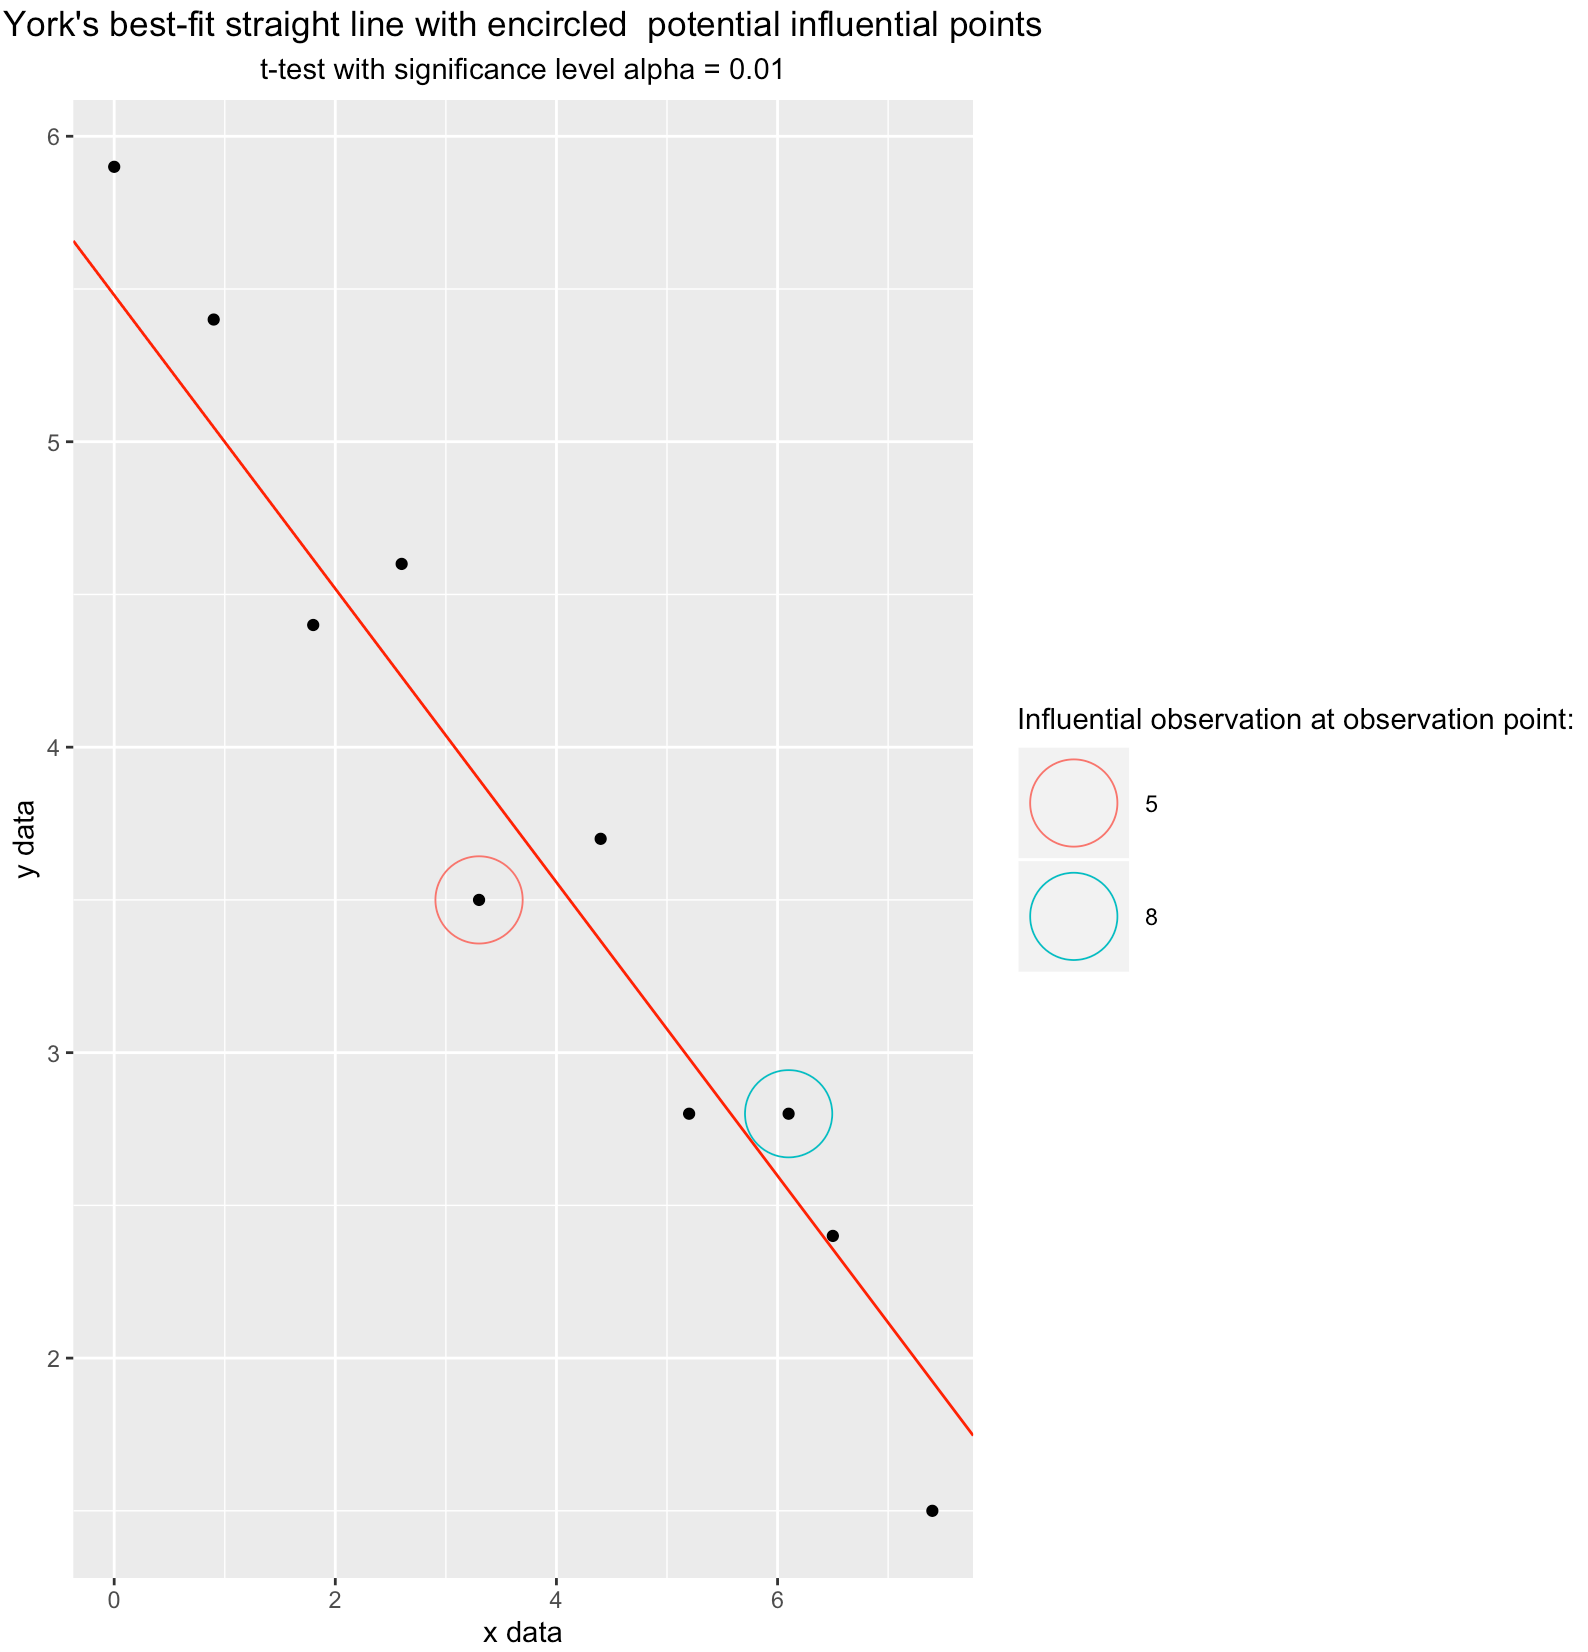 York's best-fit straight line with encircled  potential influential points
t-test with significance level alpha = 0.01
6
5
4
3
2
y data
0 2 4 6
x data
Influential observation at observation point:
5
8